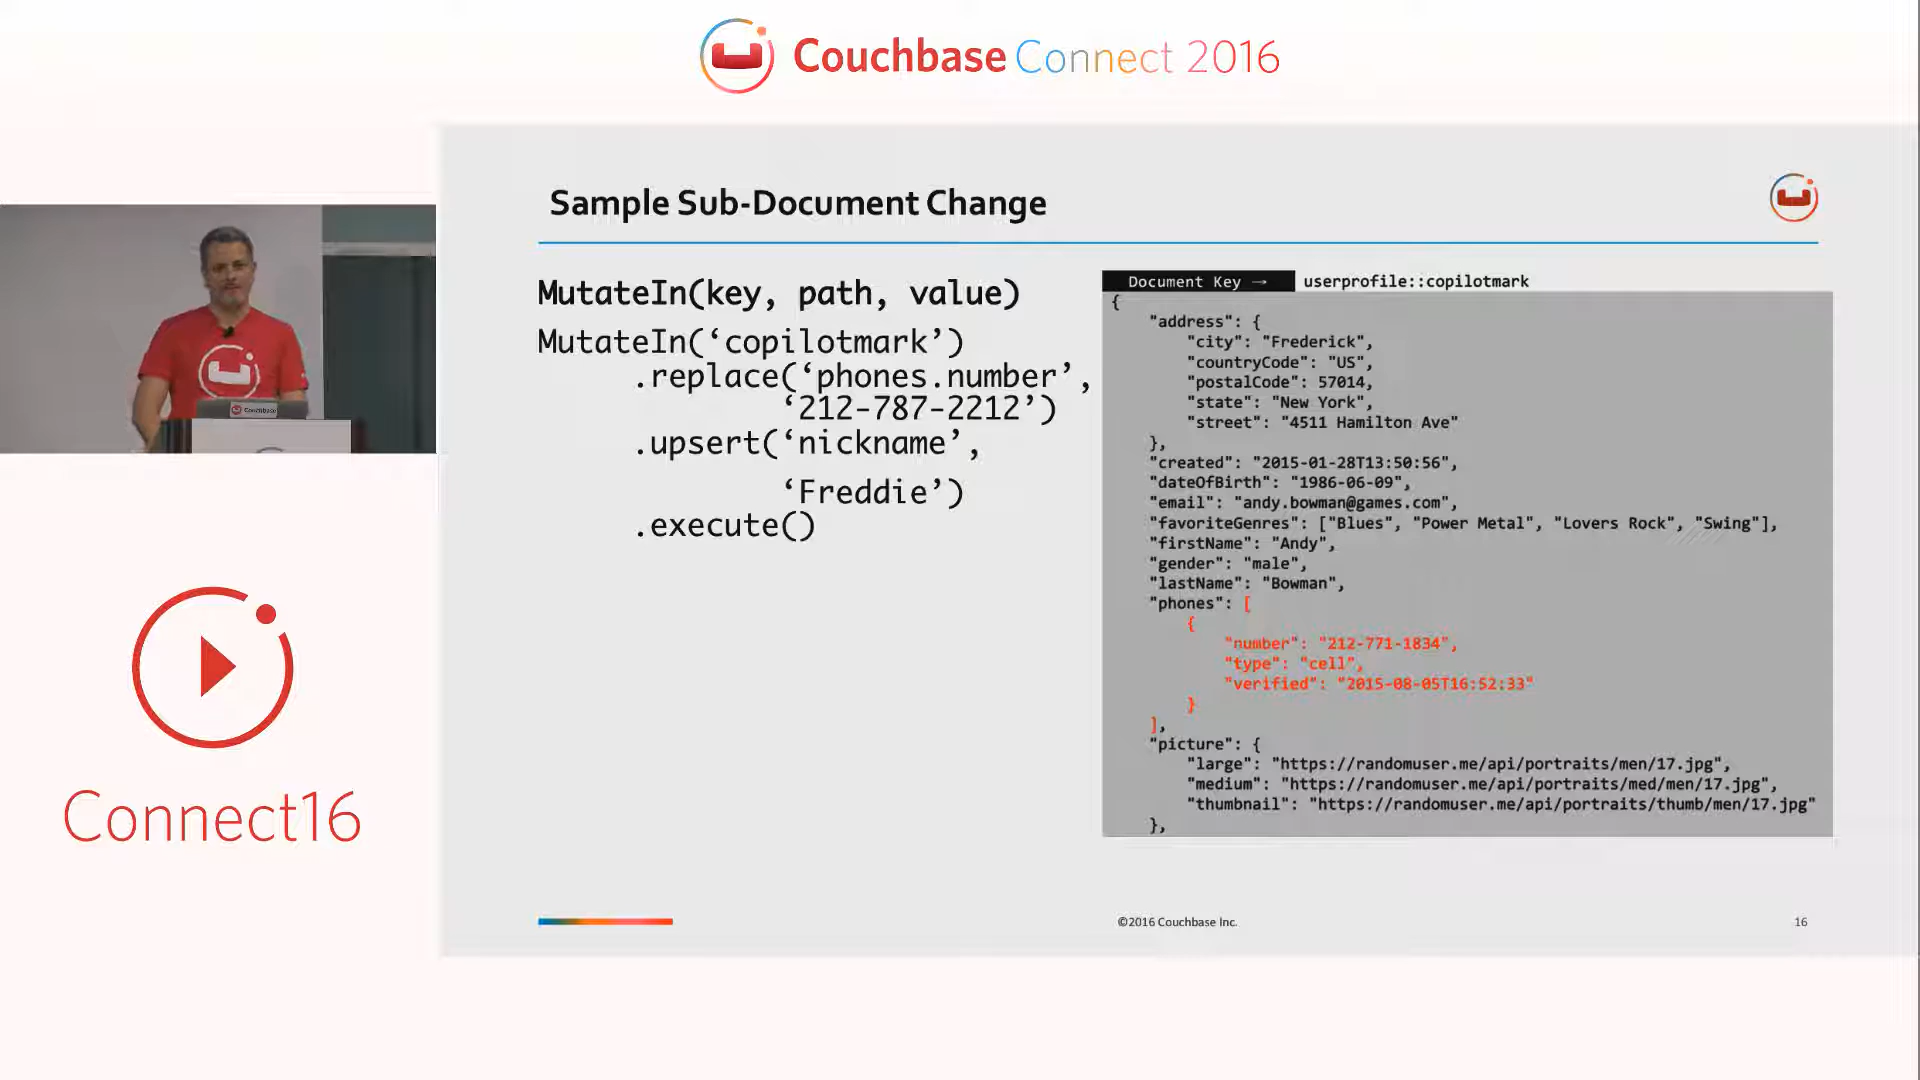 Couchbase Connect 2016
Sample Sub-Document Change
MutateIn(key, path, value)
MutateIn(‘copilotmark’)
.replace(‘phones.number’,
‘212-787-2212’)
.upsert(‘nickname’,
‘Freddie’)
.execute()
Document Key → userprofile::copilotmark
{
"address": {
"city": "Frederick",
"countryCode": "US",
"postalCode": 57014,
"state": "New York",
"street": "4511 Hamilton Ave"
},
"created": "2015-01-28T13:50:56",
"dateOfBirth": "1986-06-09",
"email": "andy.bowman@games.com",
"favoriteGenres": ["Blues", "Power Metal", "Lovers Rock", "Swing"],
"firstName": "Andy",
"gender": "male",
"lastName": "Bowman",
"phones": [
{
"number": "212-771-1834",
"type": "cell",
"verified": "2015-08-05T16:52:33"
}
],
"picture": {
"large": "https://randomuser.me/api/portraits/men/17.jpg",
"medium": "https://randomuser.me/api/portraits/med/men/17.jpg",
"thumbnail": "https://randomuser.me/api/portraits/thumb/men/17.jpg"
},
Couchbase
Connect16
©2016 Couchbase Inc.
16